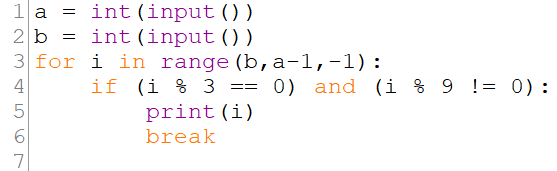 1 a = int(input())
2 b = int(input())
3 for i in range(b,a-1,-1):
4     if (i % 3 == 0) and (i % 9 != 0):
5         print(i)
6         break
7